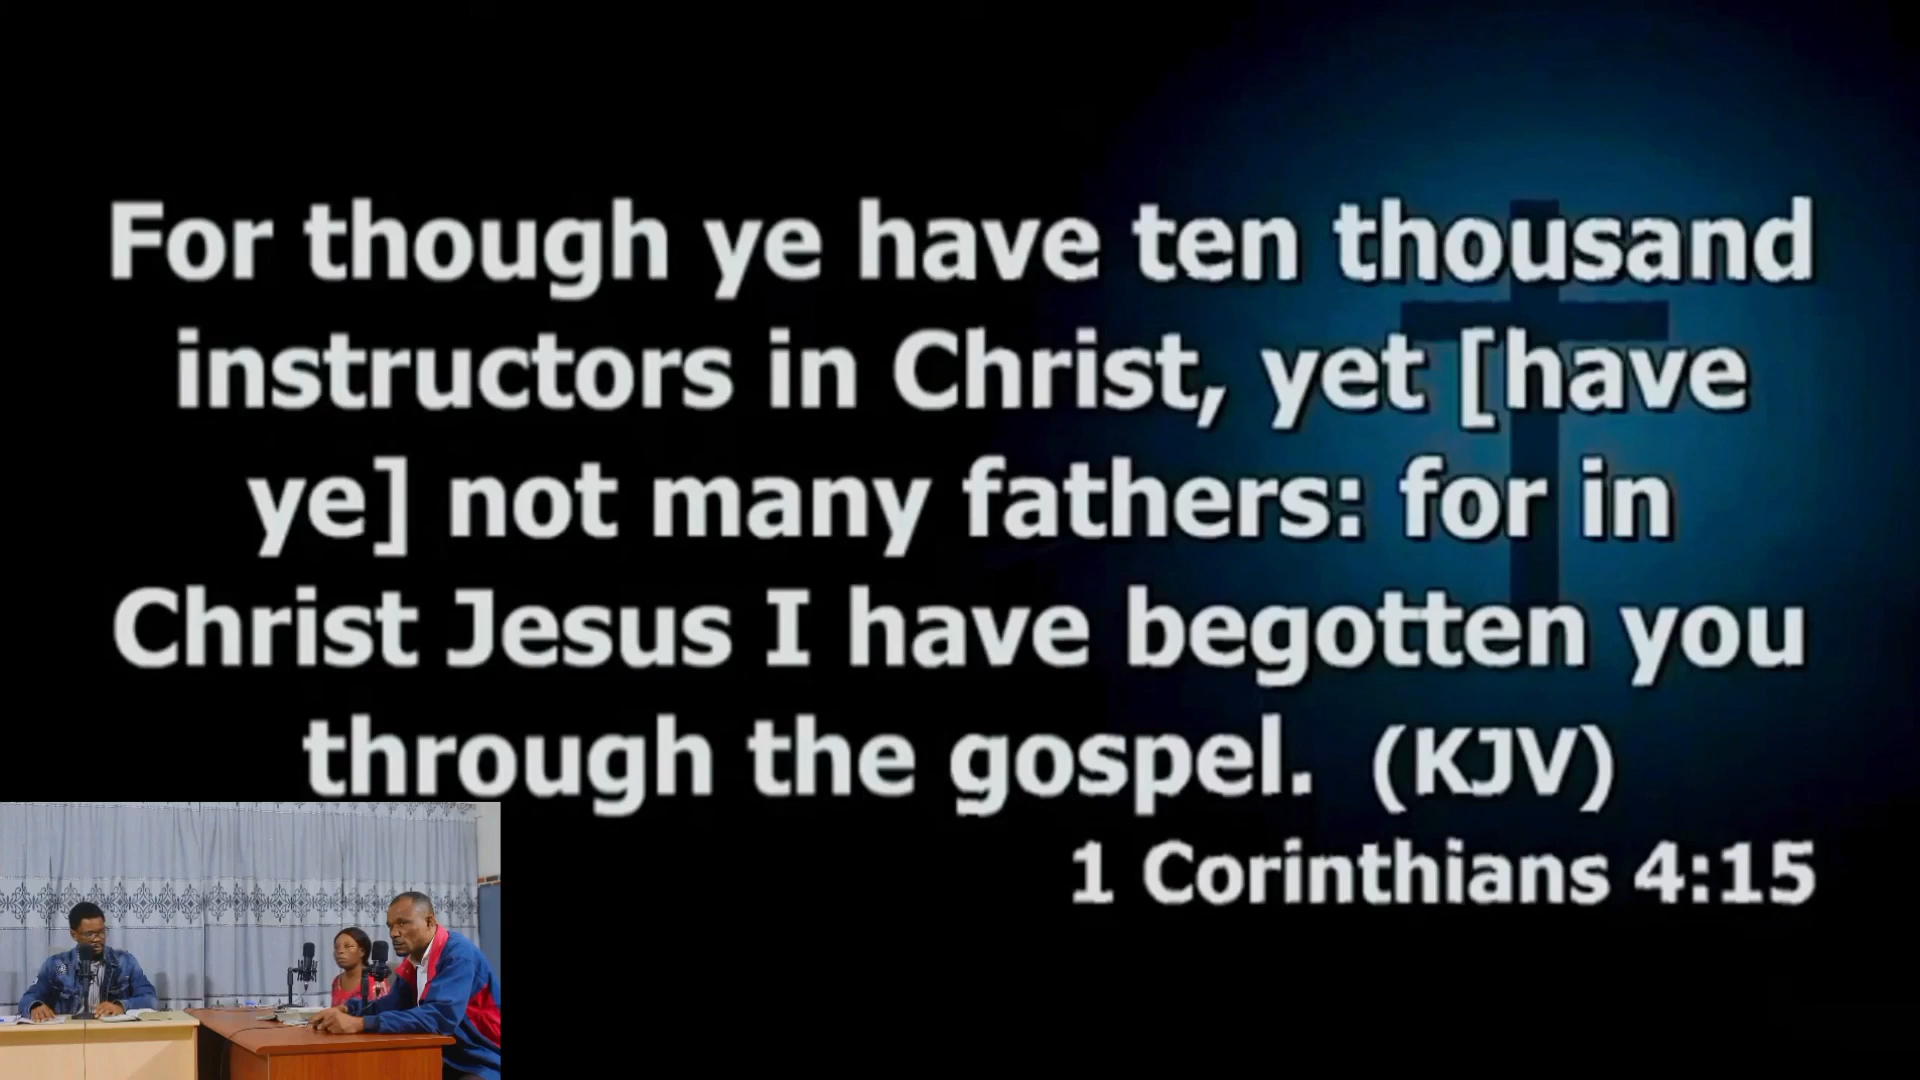 For though ye have ten thousand
instructors in Christ, yet [have
ye] not many fathers: for in
Christ Jesus I have begotten you
through the gospel. (KJV)
1 Corinthians 4:15